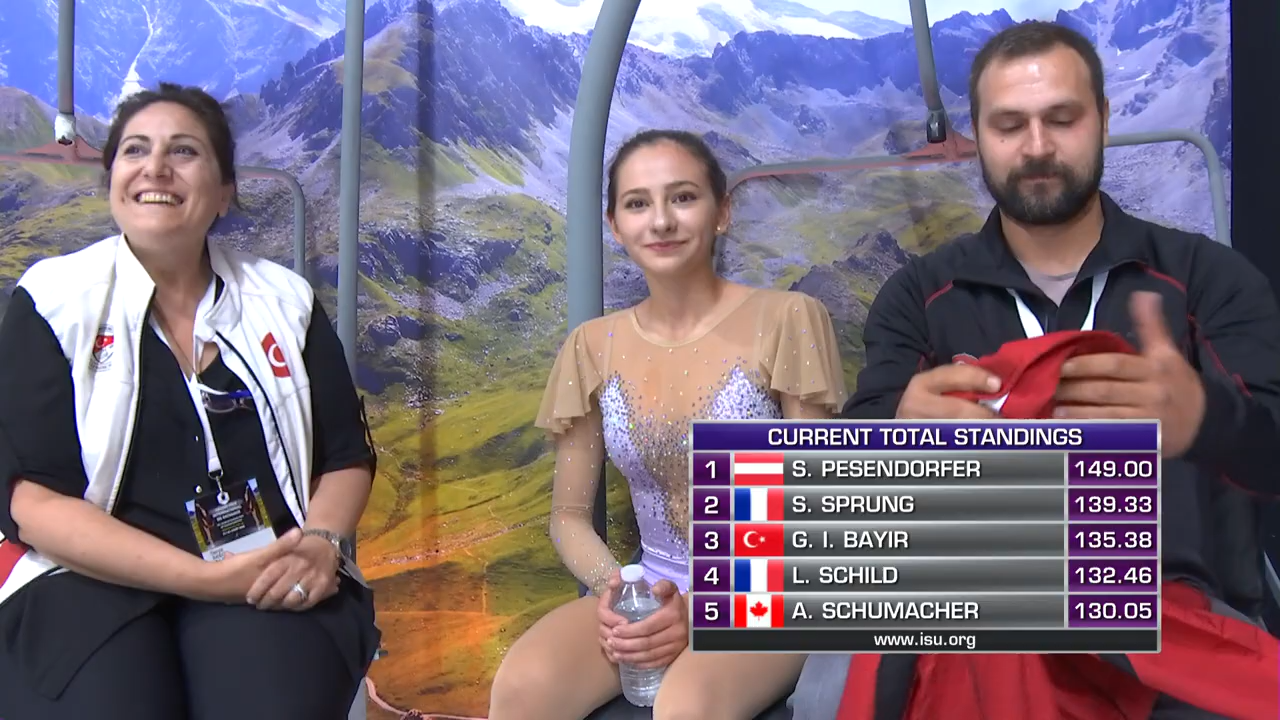 CURRENT TOTAL STANDINGS
1 S. PESENDORFER 149.00
2 S. SPRUNG 139.33
3 G. I. BAYIR 135.38
4 L. SCHILD 132.46
5 A. SCHUMACHER 130.05
www.isu.org